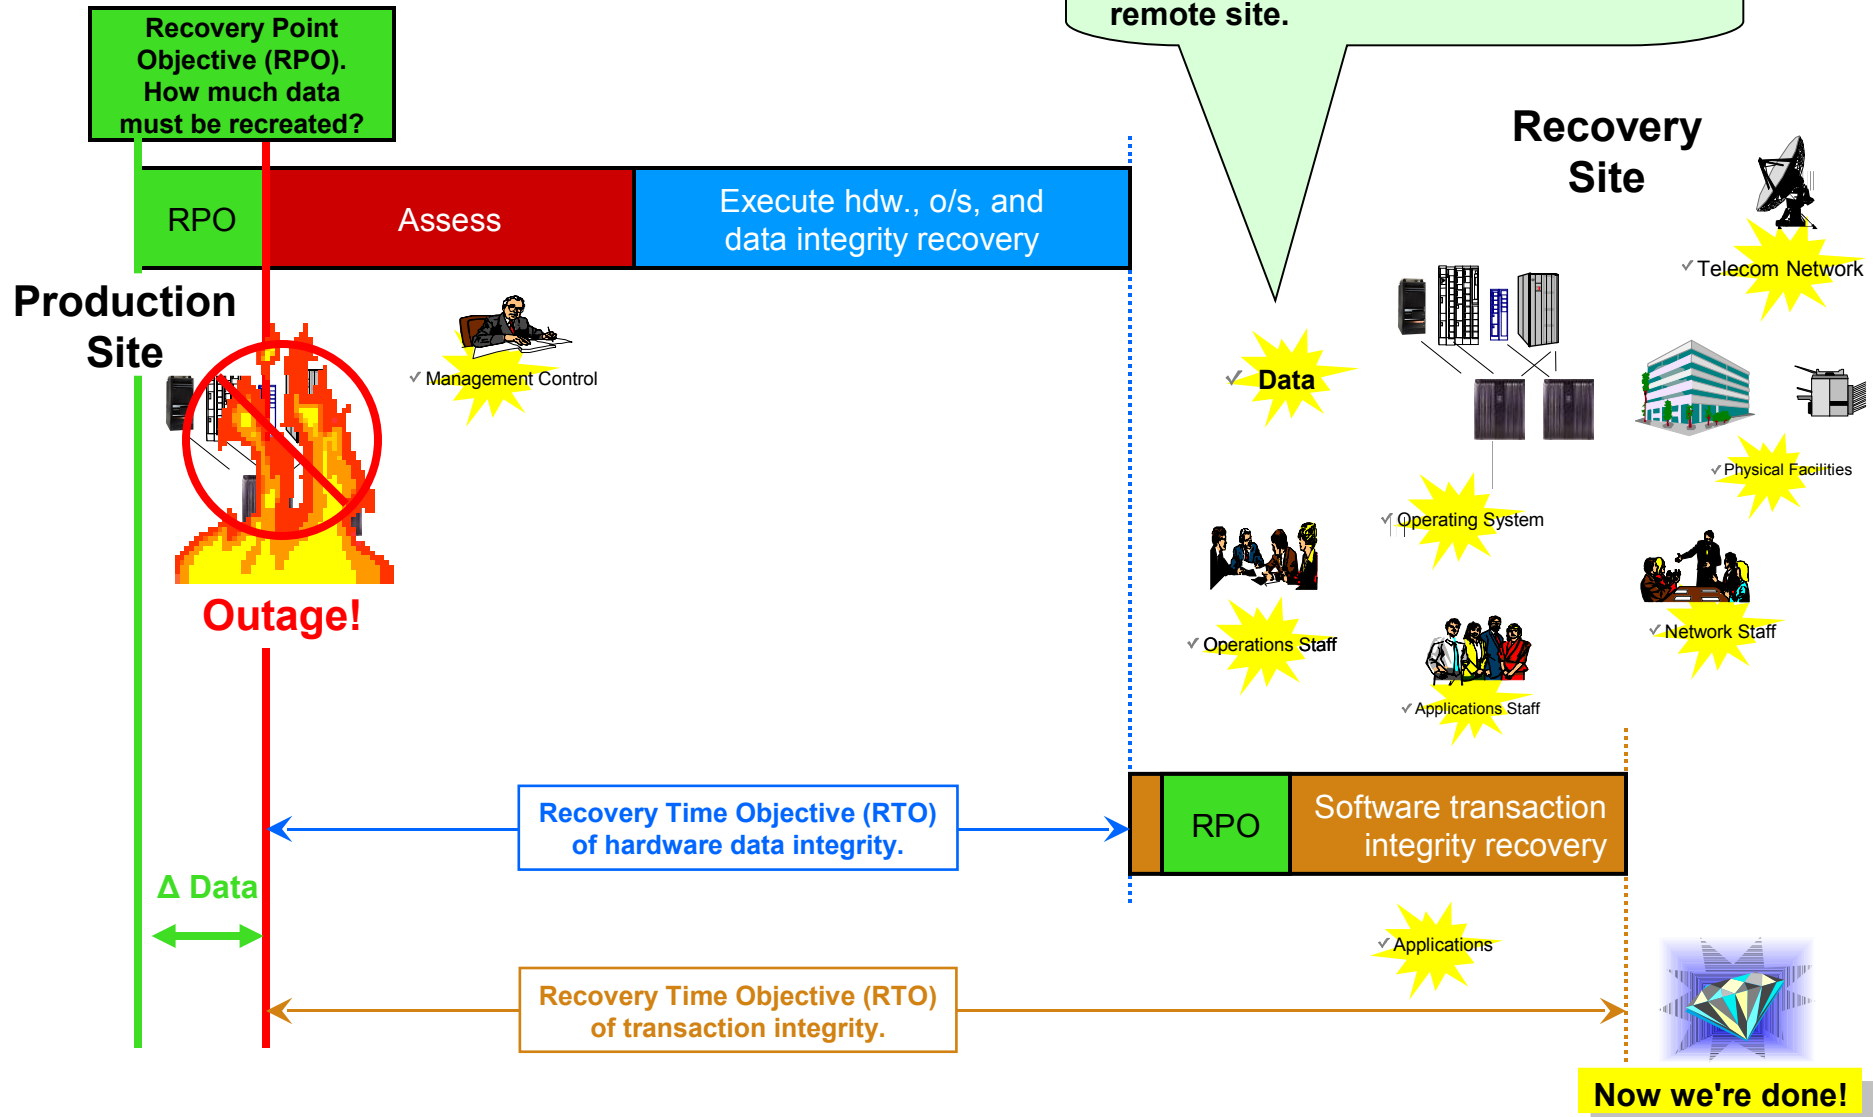 remote site.
Recovery Point
Objective (RPO).
How much data
must be recreated?
Recovery
Site
RPO
Assess
Execute hdw., o/s, and
data integrity recovery
✓ Telecom Network
Production
Site
✓ Management Control
✓ Data
✓ Physical Facilities
✓ Operating System
Outage!
✓ Operations Staff
✓ Network Staff
✓ Applications Staff
Recovery Time Objective (RTO)
of hardware data integrity.
RPO
Software transaction
integrity recovery
Δ Data
✓ Applications
Recovery Time Objective (RTO)
of transaction integrity.
Now we're done!